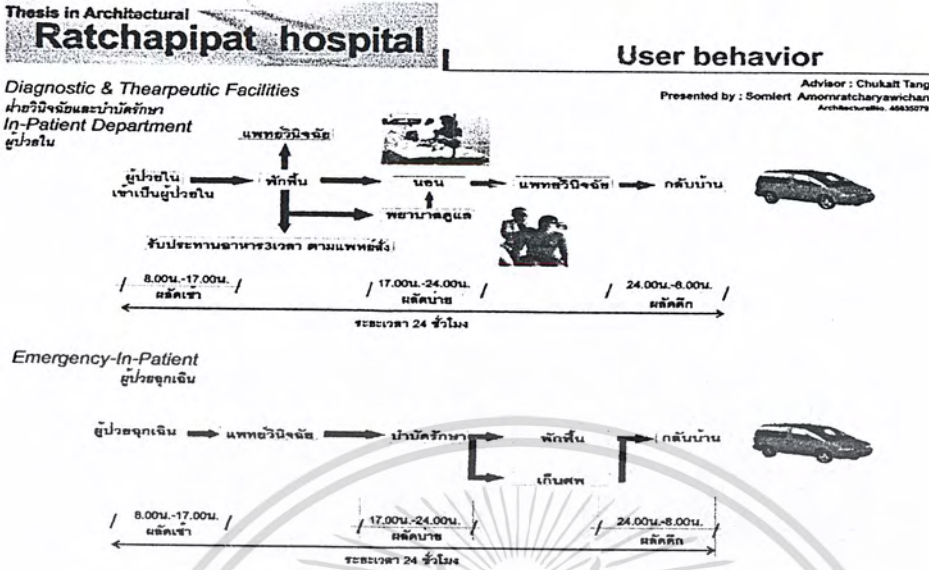 Thesis in Architectural
Ratchapipat hospital
User behavior
Diagnostic & Thearpeutic Facilities
ฝ่ายวินิจฉัยและบำบัดรักษา
In-Patient Department
ผู้ป่วยใน
Advisor : Chukait Tang
Presented by : Somlert Amornratcharyawichan
แพทย์วินิจฉัย
ผู้ป่วยใน
เข้าเป็นผู้ป่วยใน
พักฟื้น
นอน
แพทย์วินิจฉัย
กลับบ้าน
พยาบาลดูแล
รับประทานอาหาร3เวลา ตามแพทย์สั่ง
8.00น.-17.00น.
ผลัดเช้า
17.00น.-24.00น.
ผลัดบ่าย
24.00น.-8.00น.
ผลัดดึก
ระยะเวลา 24 ชั่วโมง
Emergency-In-Patient
ผู้ป่วยฉุกเฉิน
ผู้ป่วยฉุกเฉิน
แพทย์วินิจฉัย
บำบัดรักษา
พักฟื้น
กลับบ้าน
เก็บศพ
8.00น.-17.00น.
ผลัดเช้า
17.00น.-24.00น.
ผลัดบ่าย
24.00น.-8.00น.
ผลัดดึก
ระยะเวลา 24 ชั่วโมง